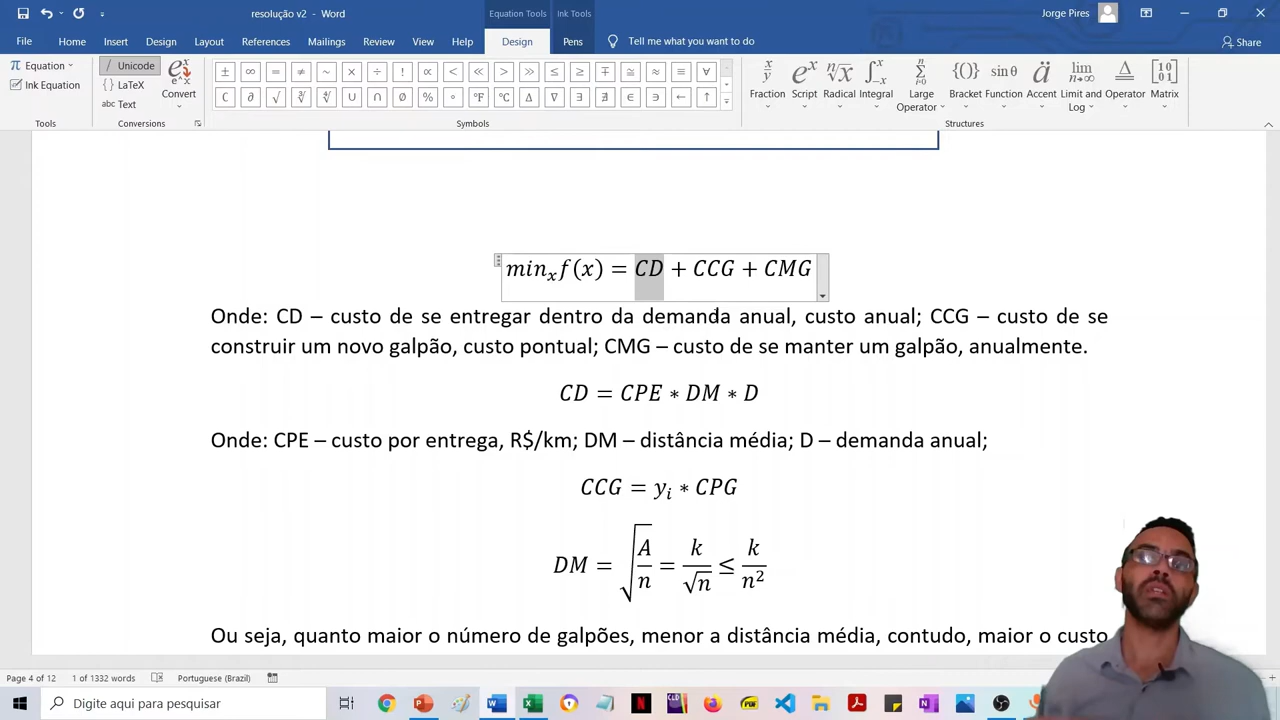 resolução v2 - Word
Equation Tools
Ink Tools
Jorge Pires
File Home Insert Design Layout References Mailings Review View Help Design Pens Tell me what you want to do Share
Equation
Ink Equation
Tools
Unicode
LaTeX
Text
Convert
Conversions
± ∞ = ≠ ~ × ÷ ! ∝ < ≪ > ≫ ≤ ≥ ∓ ≅ ≈ ≡ ∀
∁ ∂ √ ∛ ∜ ∪ ∩ ∅ % ° °F °C ∆ ∇ ∃ ∄ ∈ ∋ ← ↑
Symbols
Fraction Script Radical Integral Large Operator Bracket Function Accent Limit and Log Operator Matrix
Structures
min_x f(x) = CD + CCG + CMG
Onde: CD – custo de se entregar dentro da demanda anual, custo anual; CCG – custo de se
construir um novo galpão, custo pontual; CMG – custo de se manter um galpão, anualmente.
CD = CPE ∗ DM ∗ D
Onde: CPE – custo por entrega, R$/km; DM – distância média; D – demanda anual;
CCG = y_i ∗ CPG
DM = √(A/n) = k/√n ≤ k/n²
Ou seja, quanto maior o número de galpões, menor a distância média, contudo, maior o custo
Page 4 of 12 1 of 1332 words Portuguese (Brazil)
Digite aqui para pesquisar